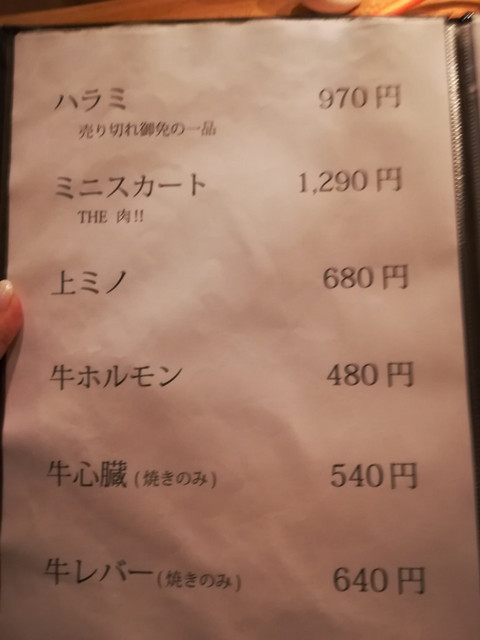 ハラミ 970円
売り切れ御免の一品
ミニスカート 1,290円
THE 肉!!
上ミノ 680円
牛ホルモン 480円
牛心臓(焼きのみ) 540円
牛レバー(焼きのみ) 640円